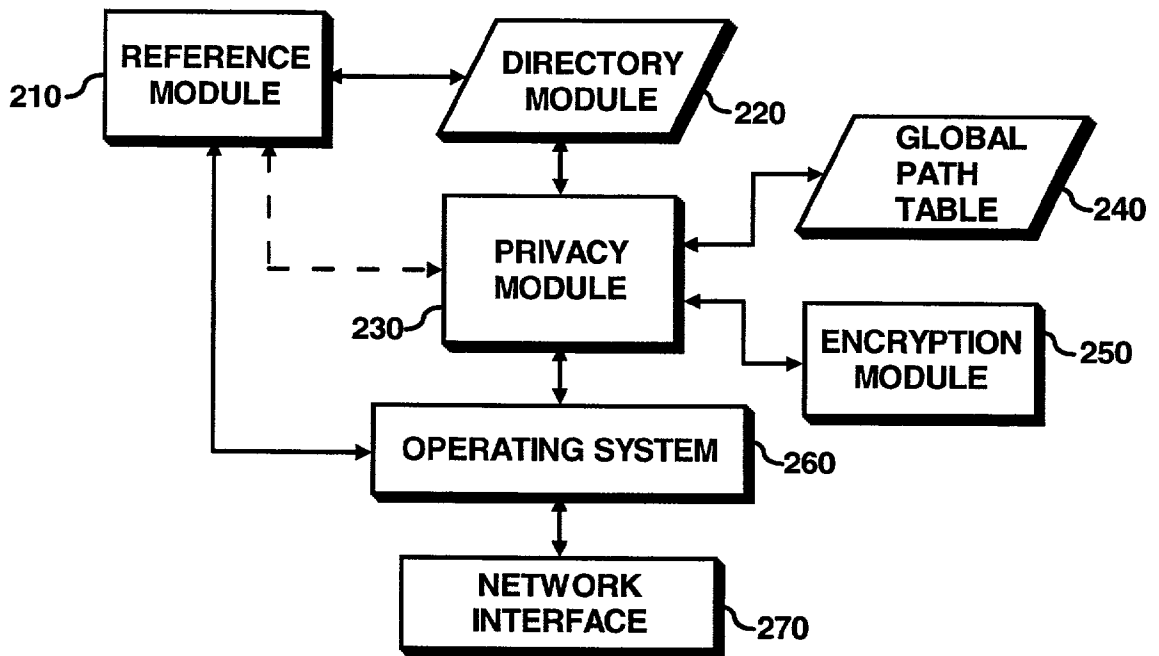 REFERENCE
MODULE
210
DIRECTORY
MODULE
220
GLOBAL
PATH
TABLE
240
PRIVACY
MODULE
230
ENCRYPTION
MODULE
250
OPERATING SYSTEM
260
NETWORK
INTERFACE
270